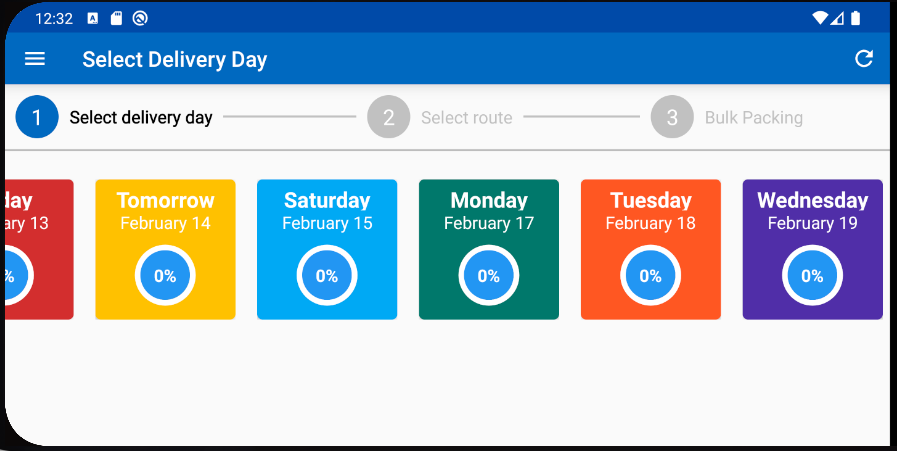 12:32
Select Delivery Day
1 Select delivery day 2 Select route 3 Bulk Packing
day Tomorrow Saturday Monday Tuesday Wednesday
ary 13 February 14 February 15 February 17 February 18 February 19
% 0% 0% 0% 0% 0%